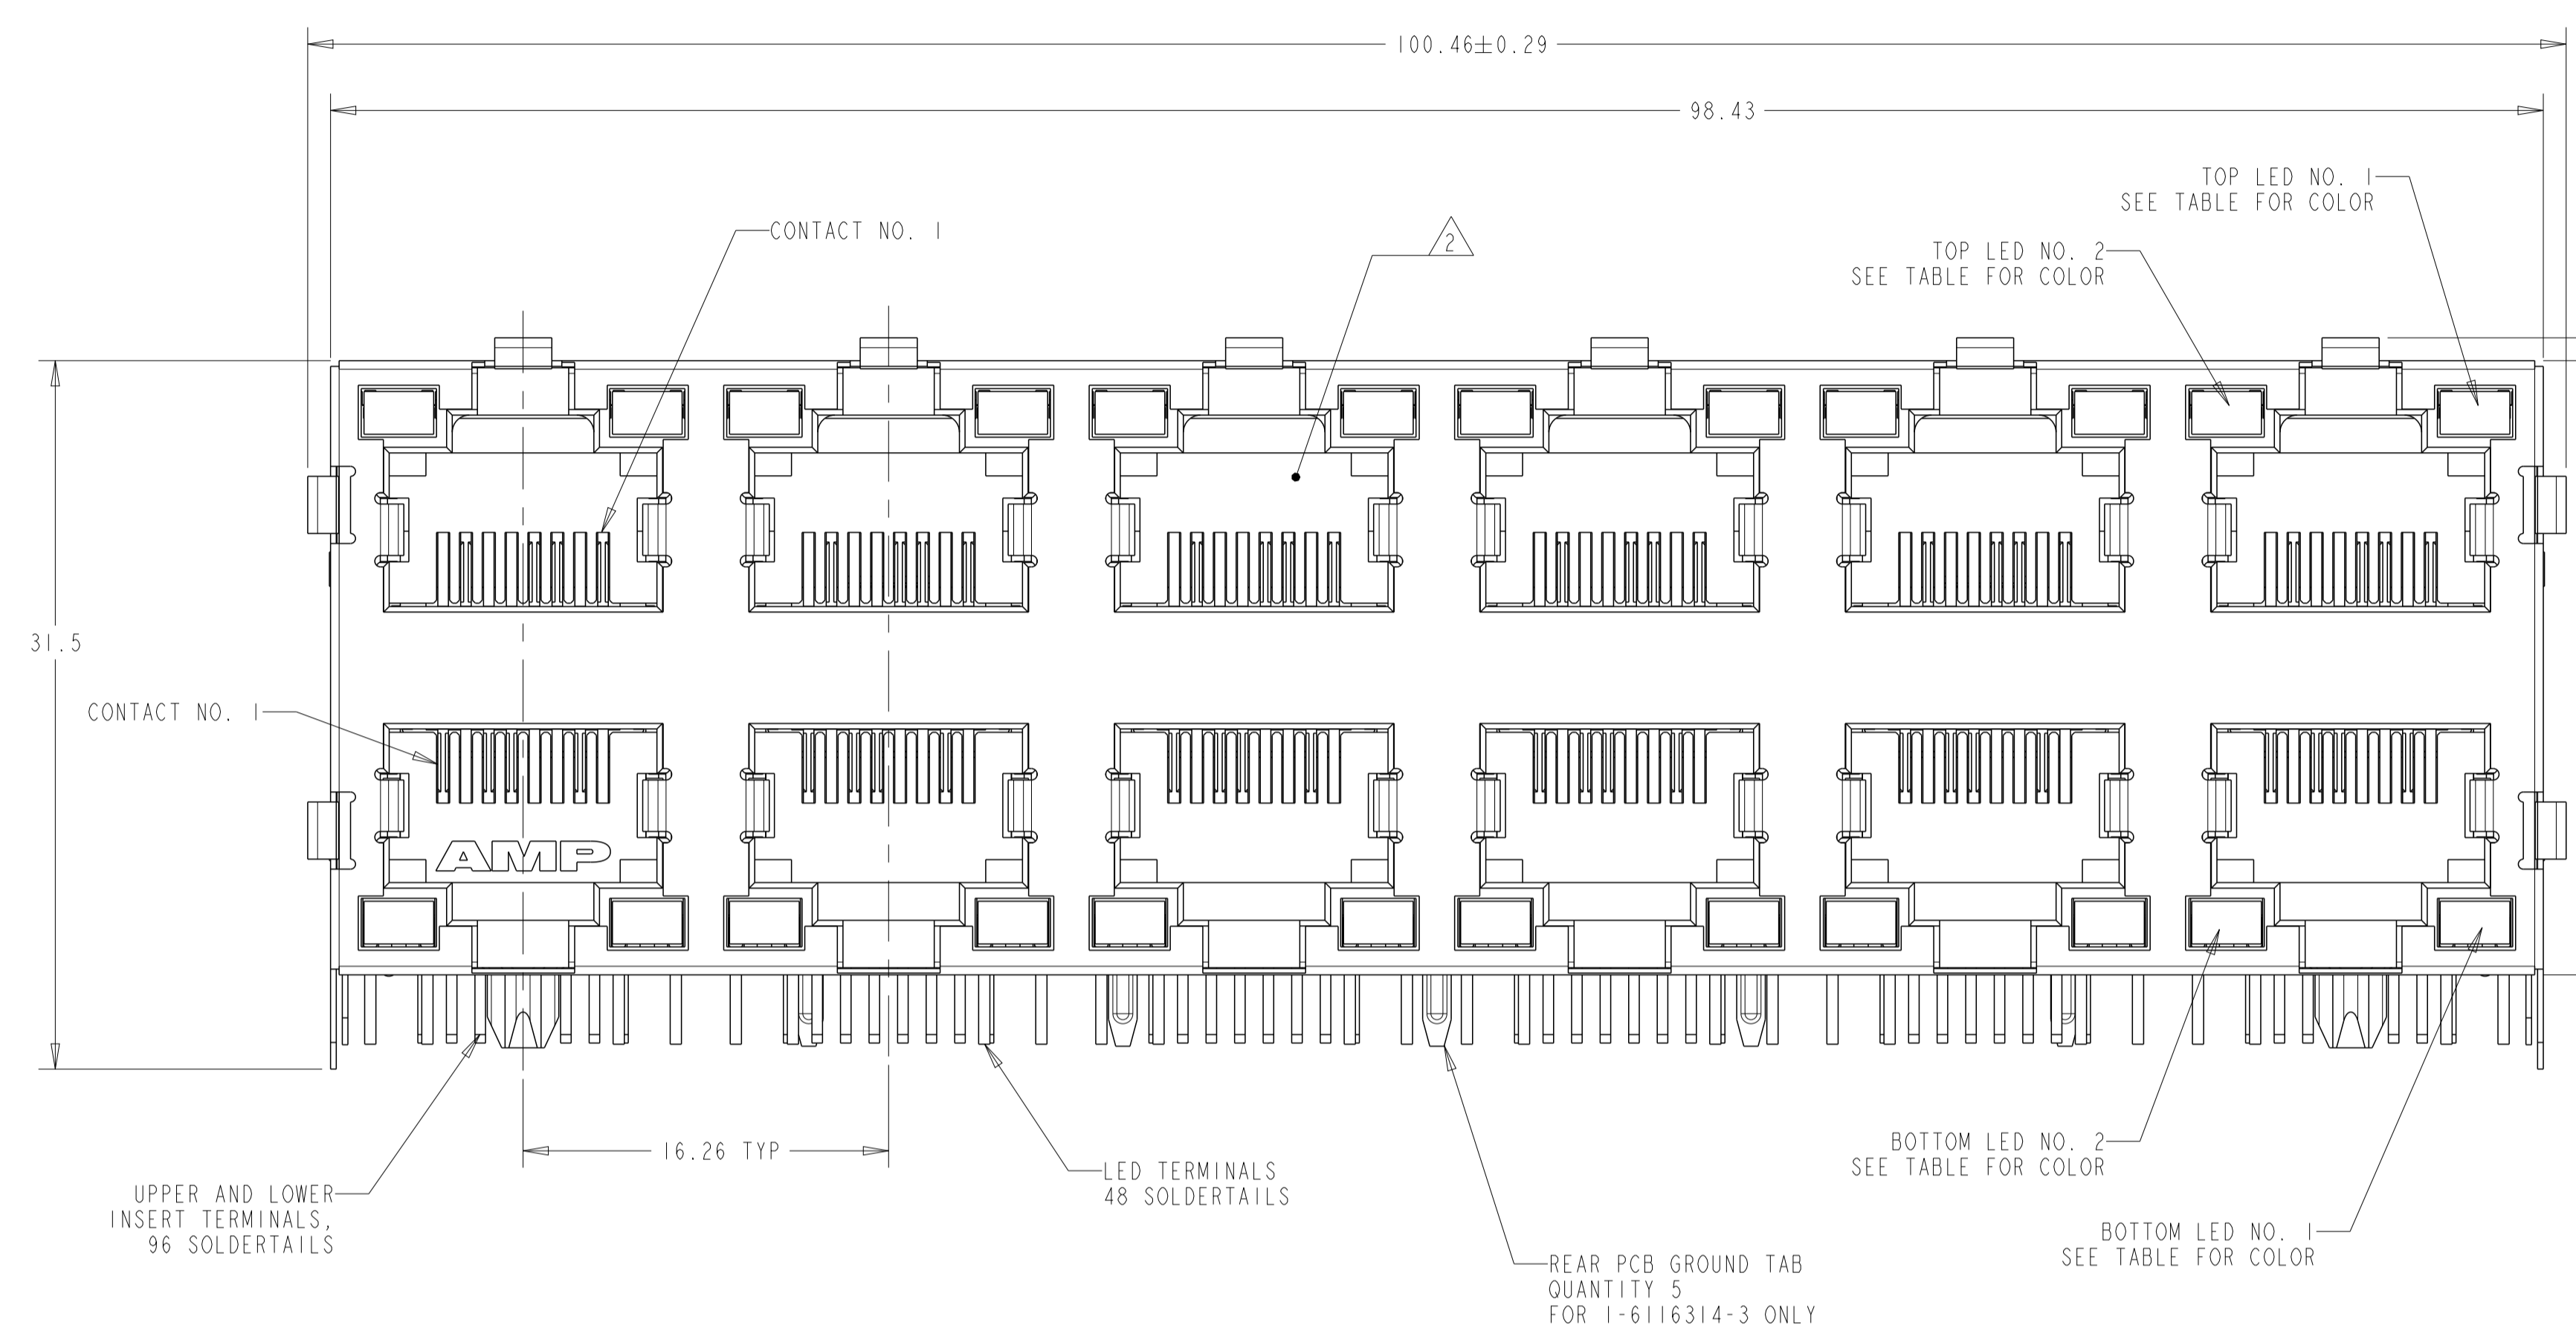 100.46±0.29
98.43
TOP LED NO. 1
SEE TABLE FOR COLOR
CONTACT NO. 1
2
TOP LED NO. 2
SEE TABLE FOR COLOR
31.5
CONTACT NO. 1
AMP
16.26 TYP
BOTTOM LED NO. 2
SEE TABLE FOR COLOR
LED TERMINALS
48 SOLDERTAILS
UPPER AND LOWER
INSERT TERMINALS,
96 SOLDERTAILS
BOTTOM LED NO. 1
SEE TABLE FOR COLOR
REAR PCB GROUND TAB
QUANTITY 5
FOR 1-6116314-3 ONLY